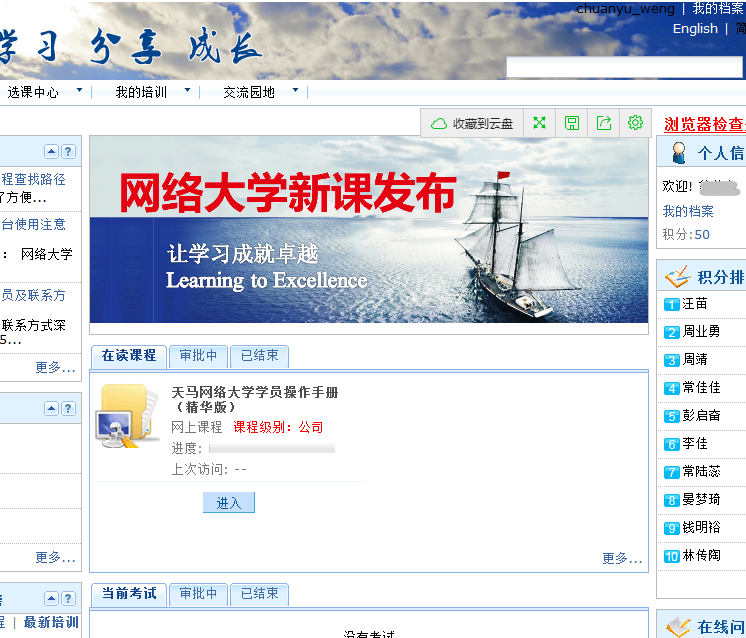 chuanyu_weng | 我的档案
English | 简
学习 分享 成长
选课中心 | 我的培训 | 交流园地 |
收藏到云盘
浏览器检查
程查找路径
了方便...
台使用注意
： 网络大学
员及联系方
联系方式深
5...
更多...
更多...
程 | 最新培训
网络大学新课发布
让学习成就卓越
Learning to Excellence
在读课程 审批中 已结束
天马网络大学学员操作手册
（精华版）
网上课程 课程级别：公司
进度:
上次访问: --
进入
更多...
当前考试 审批中 已结束
没有考试
个人信
欢迎!
我的档案
积分:50
积分排
1 汪苗
2 周业勇
3 周靖
4 常佳佳
5 彭启奋
6 李佳
7 常陆蕊
8 晏梦琦
9 钱明裕
10 林传陶
在线问